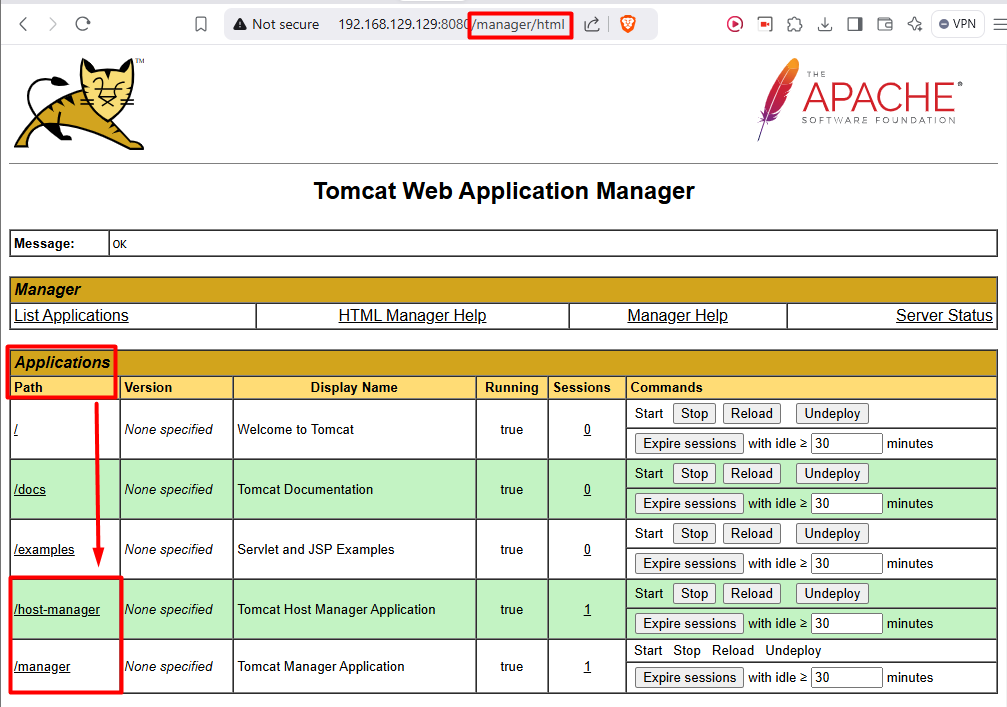 Not secure 192.168.129.129:8080/manager/html VPN
TM
THE
APACHE®
SOFTWARE FOUNDATION
Tomcat Web Application Manager
Message: OK
Manager
List Applications HTML Manager Help Manager Help Server Status
Applications
Path Version Display Name Running Sessions Commands
/ None specified Welcome to Tomcat true 0 Start Stop Reload Undeploy
Expire sessions with idle ≥ 30 minutes
/docs None specified Tomcat Documentation true 0 Start Stop Reload Undeploy
Expire sessions with idle ≥ 30 minutes
/examples None specified Servlet and JSP Examples true 0 Start Stop Reload Undeploy
Expire sessions with idle ≥ 30 minutes
/host-manager None specified Tomcat Host Manager Application true 1 Start Stop Reload Undeploy
Expire sessions with idle ≥ 30 minutes
/manager None specified Tomcat Manager Application true 1 Start Stop Reload Undeploy
Expire sessions with idle ≥ 30 minutes